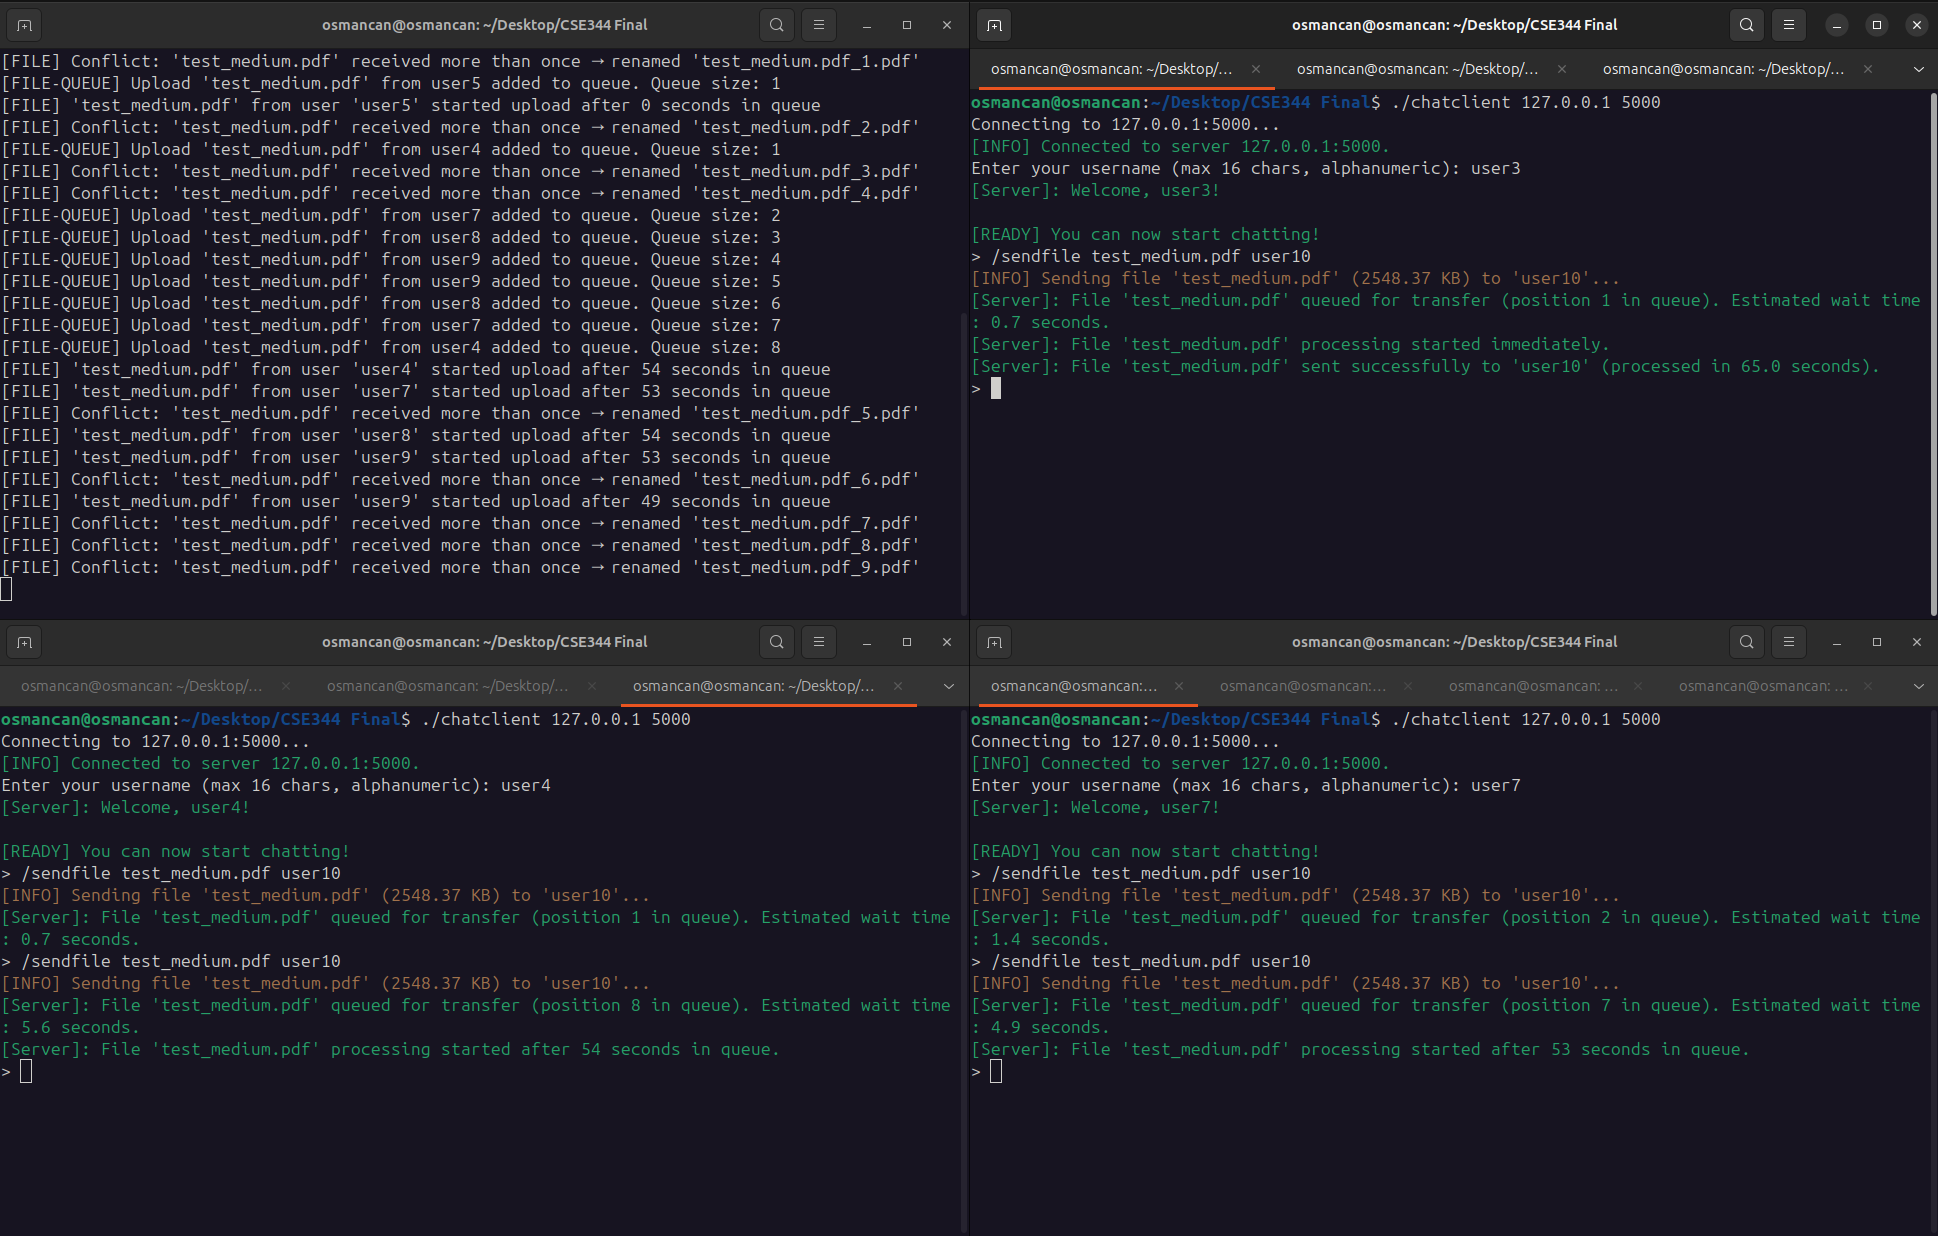 osmancan@osmancan: ~/Desktop/CSE344 Final
[FILE] Conflict: 'test_medium.pdf' received more than once → renamed 'test_medium.pdf_1.pdf'
[FILE-QUEUE] Upload 'test_medium.pdf' from user5 added to queue. Queue size: 1
[FILE] 'test_medium.pdf' from user 'user5' started upload after 0 seconds in queue
[FILE] Conflict: 'test_medium.pdf' received more than once → renamed 'test_medium.pdf_2.pdf'
[FILE-QUEUE] Upload 'test_medium.pdf' from user4 added to queue. Queue size: 1
[FILE] Conflict: 'test_medium.pdf' received more than once → renamed 'test_medium.pdf_3.pdf'
[FILE] Conflict: 'test_medium.pdf' received more than once → renamed 'test_medium.pdf_4.pdf'
[FILE-QUEUE] Upload 'test_medium.pdf' from user7 added to queue. Queue size: 2
[FILE-QUEUE] Upload 'test_medium.pdf' from user8 added to queue. Queue size: 3
[FILE-QUEUE] Upload 'test_medium.pdf' from user9 added to queue. Queue size: 4
[FILE-QUEUE] Upload 'test_medium.pdf' from user9 added to queue. Queue size: 5
[FILE-QUEUE] Upload 'test_medium.pdf' from user8 added to queue. Queue size: 6
[FILE-QUEUE] Upload 'test_medium.pdf' from user7 added to queue. Queue size: 7
[FILE-QUEUE] Upload 'test_medium.pdf' from user4 added to queue. Queue size: 8
[FILE] 'test_medium.pdf' from user 'user4' started upload after 54 seconds in queue
[FILE] 'test_medium.pdf' from user 'user7' started upload after 53 seconds in queue
[FILE] Conflict: 'test_medium.pdf' received more than once → renamed 'test_medium.pdf_5.pdf'
[FILE] 'test_medium.pdf' from user 'user8' started upload after 54 seconds in queue
[FILE] 'test_medium.pdf' from user 'user9' started upload after 53 seconds in queue
[FILE] Conflict: 'test_medium.pdf' received more than once → renamed 'test_medium.pdf_6.pdf'
[FILE] 'test_medium.pdf' from user 'user9' started upload after 49 seconds in queue
[FILE] Conflict: 'test_medium.pdf' received more than once → renamed 'test_medium.pdf_7.pdf'
[FILE] Conflict: 'test_medium.pdf' received more than once → renamed 'test_medium.pdf_8.pdf'
[FILE] Conflict: 'test_medium.pdf' received more than once → renamed 'test_medium.pdf_9.pdf'
osmancan@osmancan: ~/Desktop/CSE344 Final
osmancan@osmancan: ~/Desktop/... osmancan@osmancan: ~/Desktop/... osmancan@osmancan: ~/Desktop/...
osmancan@osmancan:~/Desktop/CSE344 Final$ ./chatclient 127.0.0.1 5000
Connecting to 127.0.0.1:5000...
[INFO] Connected to server 127.0.0.1:5000.
Enter your username (max 16 chars, alphanumeric): user3
[Server]: Welcome, user3!
[READY] You can now start chatting!
> /sendfile test_medium.pdf user10
[INFO] Sending file 'test_medium.pdf' (2548.37 KB) to 'user10'...
[Server]: File 'test_medium.pdf' queued for transfer (position 1 in queue). Estimated wait time
: 0.7 seconds.
[Server]: File 'test_medium.pdf' processing started immediately.
[Server]: File 'test_medium.pdf' sent successfully to 'user10' (processed in 65.0 seconds).
>
osmancan@osmancan: ~/Desktop/CSE344 Final
osmancan@osmancan: ~/Desktop/... osmancan@osmancan: ~/Desktop/... osmancan@osmancan: ~/Desktop/...
osmancan@osmancan:~/Desktop/CSE344 Final$ ./chatclient 127.0.0.1 5000
Connecting to 127.0.0.1:5000...
[INFO] Connected to server 127.0.0.1:5000.
Enter your username (max 16 chars, alphanumeric): user4
[Server]: Welcome, user4!
[READY] You can now start chatting!
> /sendfile test_medium.pdf user10
[INFO] Sending file 'test_medium.pdf' (2548.37 KB) to 'user10'...
[Server]: File 'test_medium.pdf' queued for transfer (position 1 in queue). Estimated wait time
: 0.7 seconds.
> /sendfile test_medium.pdf user10
[INFO] Sending file 'test_medium.pdf' (2548.37 KB) to 'user10'...
[Server]: File 'test_medium.pdf' queued for transfer (position 8 in queue). Estimated wait time
: 5.6 seconds.
[Server]: File 'test_medium.pdf' processing started after 54 seconds in queue.
>
osmancan@osmancan: ~/Desktop/CSE344 Final
osmancan@osmancan:... osmancan@osmancan:... osmancan@osmancan: ... osmancan@osmancan: ...
osmancan@osmancan:~/Desktop/CSE344 Final$ ./chatclient 127.0.0.1 5000
Connecting to 127.0.0.1:5000...
[INFO] Connected to server 127.0.0.1:5000.
Enter your username (max 16 chars, alphanumeric): user7
[Server]: Welcome, user7!
[READY] You can now start chatting!
> /sendfile test_medium.pdf user10
[INFO] Sending file 'test_medium.pdf' (2548.37 KB) to 'user10'...
[Server]: File 'test_medium.pdf' queued for transfer (position 2 in queue). Estimated wait time
: 1.4 seconds.
> /sendfile test_medium.pdf user10
[INFO] Sending file 'test_medium.pdf' (2548.37 KB) to 'user10'...
[Server]: File 'test_medium.pdf' queued for transfer (position 7 in queue). Estimated wait time
: 4.9 seconds.
[Server]: File 'test_medium.pdf' processing started after 53 seconds in queue.
>